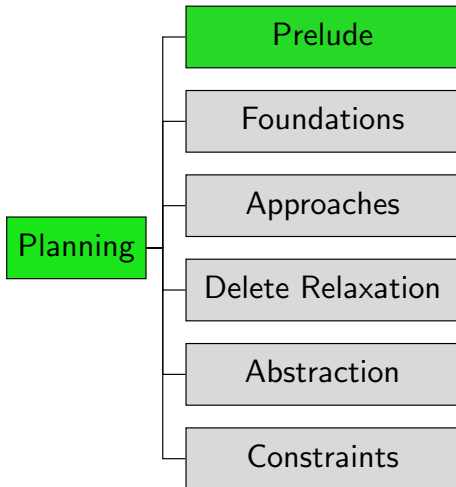 Prelude
Foundations
Approaches
Planning
Delete Relaxation
Abstraction
Constraints